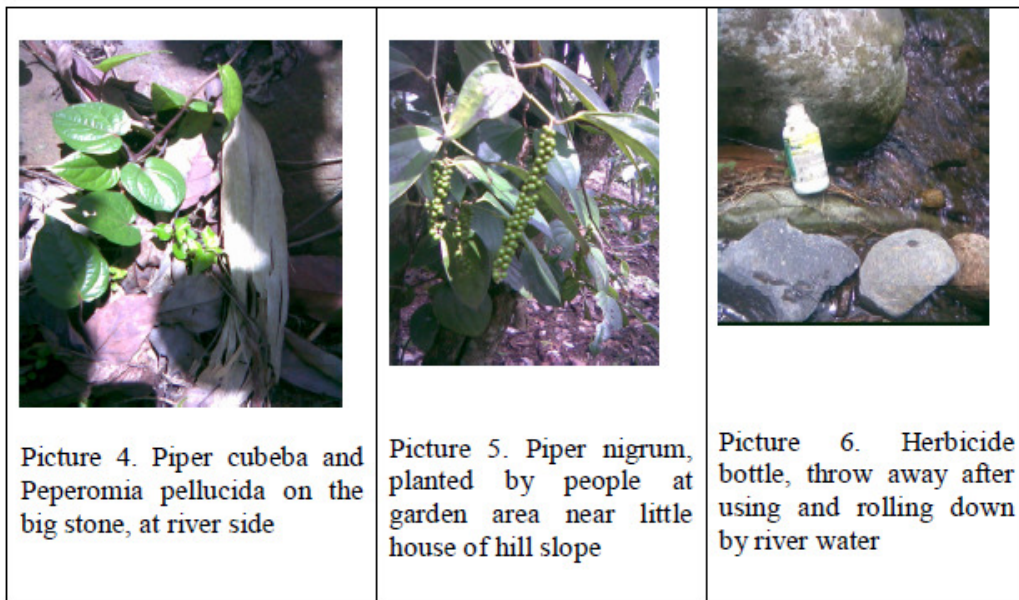 Picture 4. Piper cubeba and
Peperomia pellucida on the
big stone, at river side
Picture 5. Piper nigrum,
planted by people at
garden area near little
house of hill slope
Picture 6. Herbicide
bottle, throw away after
using and rolling down
by river water